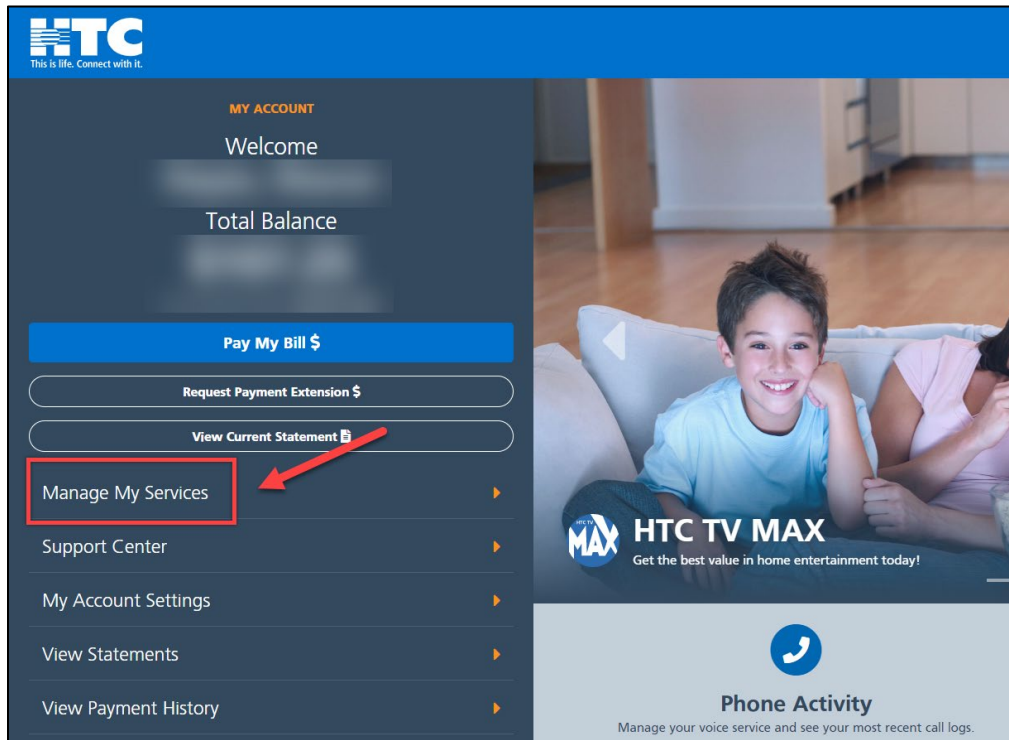 HTC
This is life. Connect with it.
MY ACCOUNT
Welcome
Total Balance
Pay My Bill $
Request Payment Extension $
View Current Statement
Manage My Services
Support Center
My Account Settings
View Statements
View Payment History
HTC TV
MAX
HTC TV MAX
Get the best value in home entertainment today!
Phone Activity
Manage your voice service and see your most recent call logs.